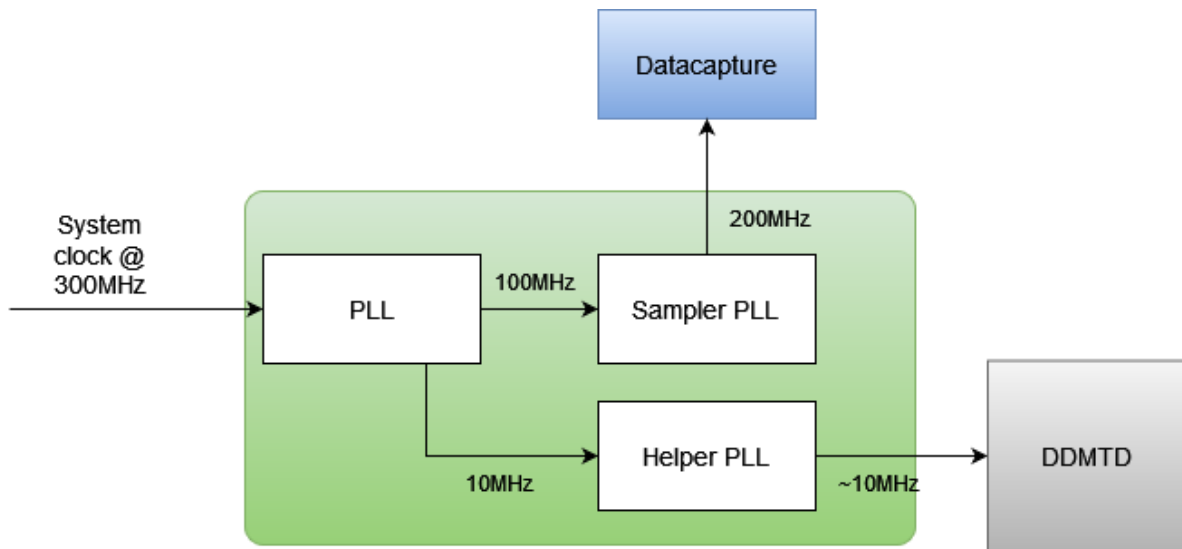 Datacapture
System
clock @
300MHz
200MHz
PLL
100MHz
Sampler PLL
10MHz
Helper PLL
~10MHz
DDMTD